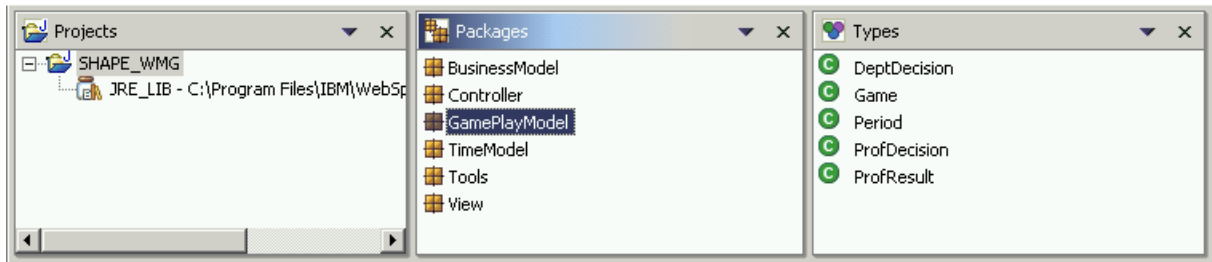 Projects
SHAPE_WMG
JRE_LIB - C:\Program Files\IBM\WebSp
Packages
BusinessModel
Controller
GamePlayModel
TimeModel
Tools
View
Types
DeptDecision
Game
Period
ProfDecision
ProfResult